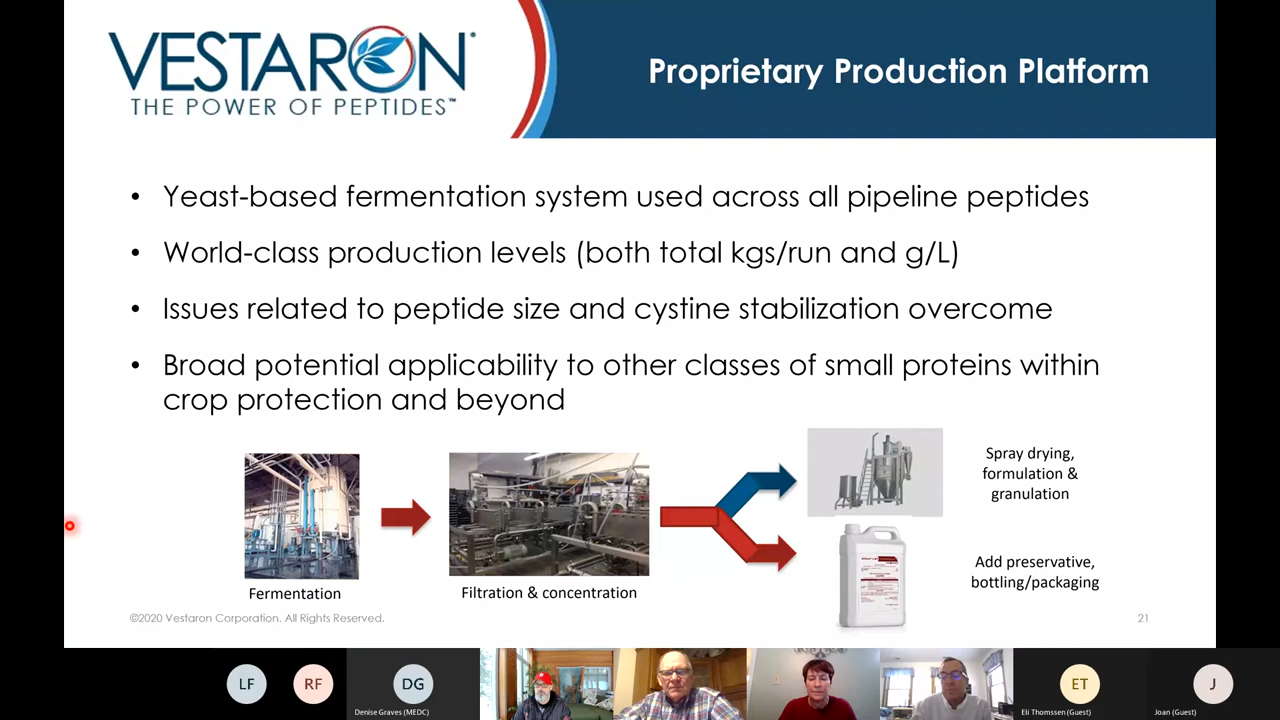 VESTARON
THE POWER OF PEPTIDES™
Proprietary Production Platform
• Yeast-based fermentation system used across all pipeline peptides
• World-class production levels (both total kgs/run and g/L)
• Issues related to peptide size and cystine stabilization overcome
• Broad potential applicability to other classes of small proteins within
crop protection and beyond
Spray drying,
formulation &
granulation
Add preservative,
bottling/packaging
Fermentation
Filtration & concentration
©2020 Vestaron Corporation. All Rights Reserved.
21
LF
RF
DG
Denise Graves (MEDC)
ET
Eli Thomssen (Guest)
J
Joan (Guest)